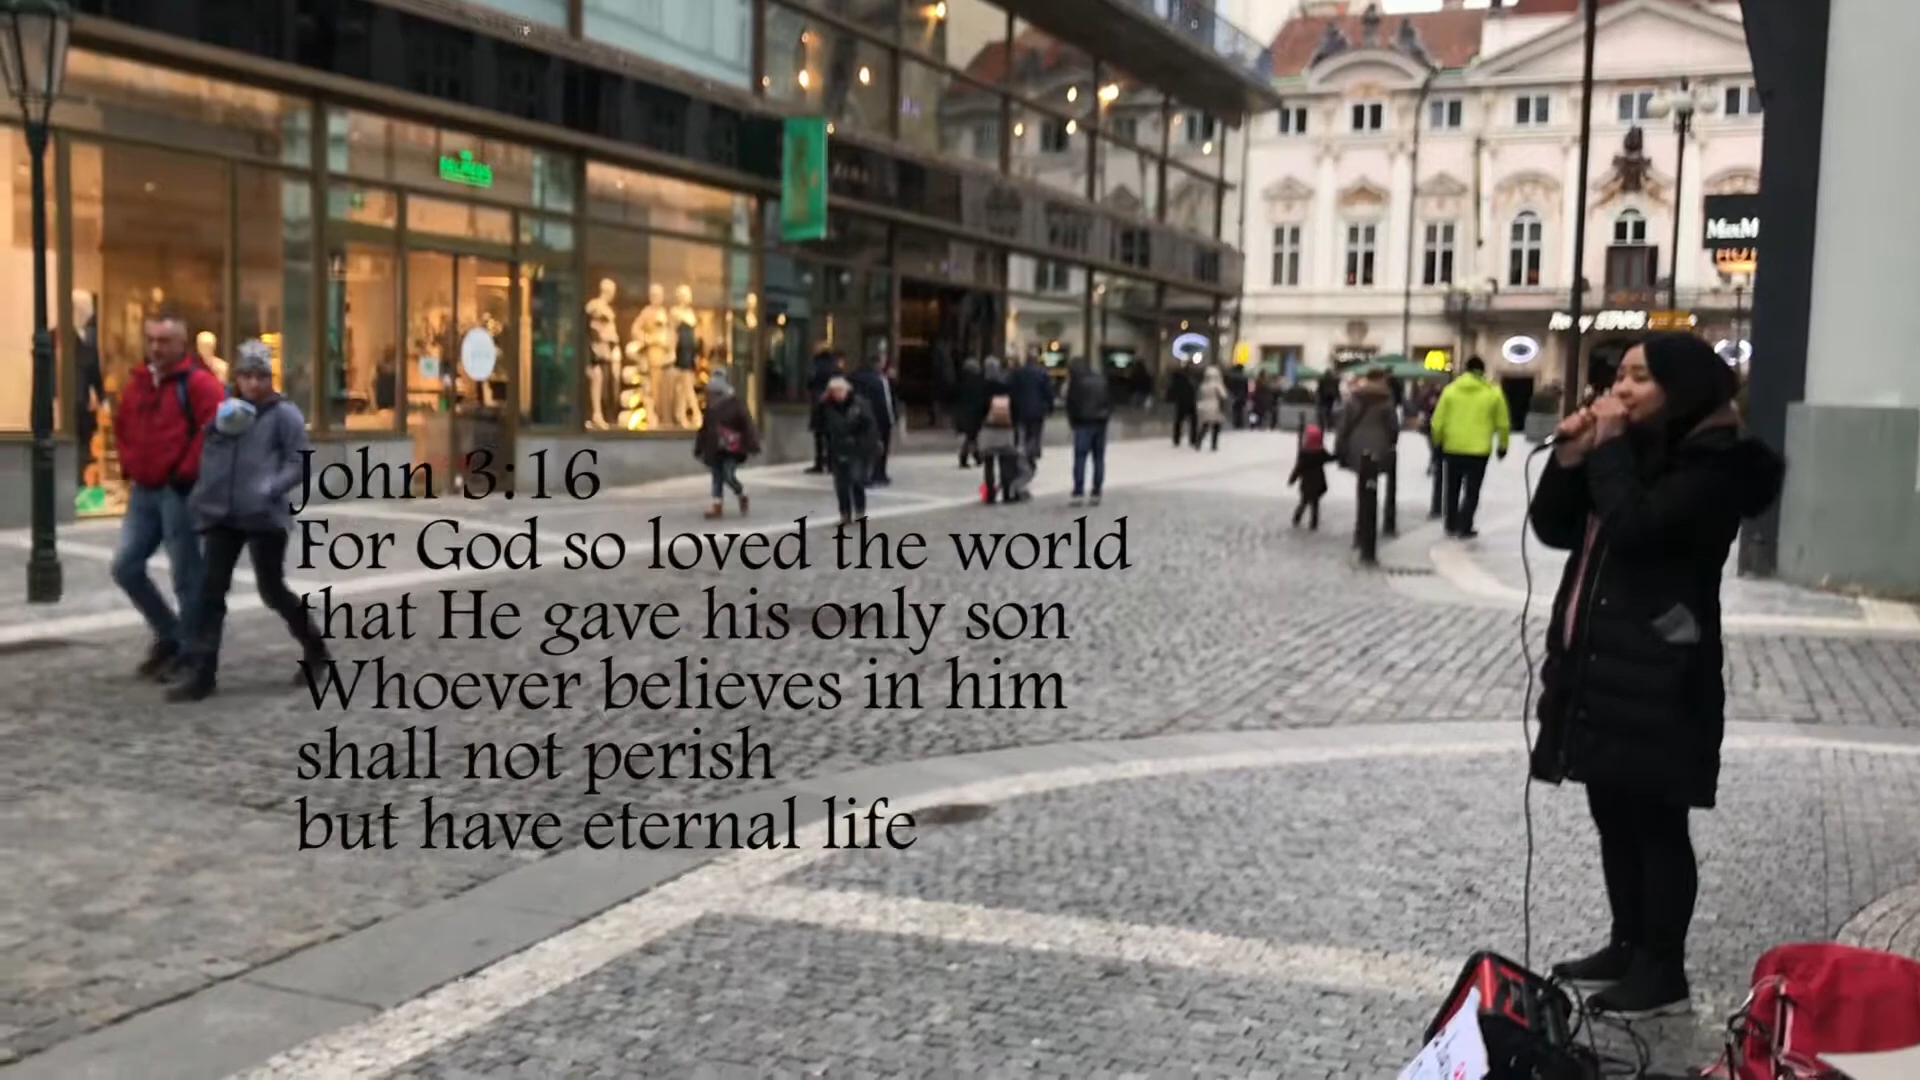 John 3:16
For God so loved the world
that He gave his only son
Whoever believes in him
shall not perish
but have eternal life